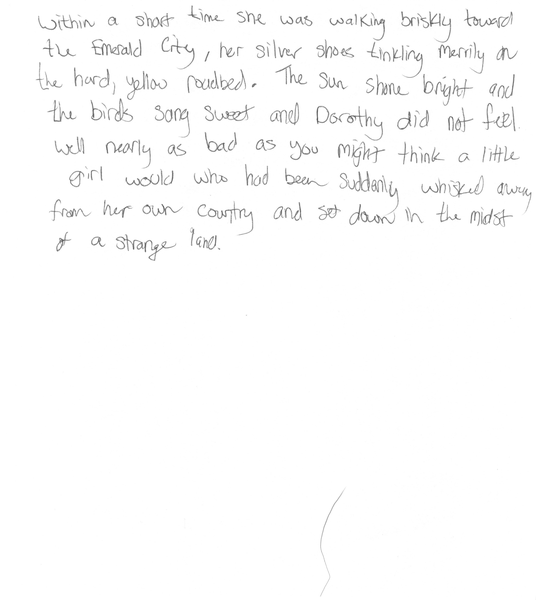 Within a short time she was walking briskly toward
the Emerald City, her silver shoes tinkling merrily on
the hard, yellow roadbed. The sun shone bright and
the birds sang sweet and Dorothy did not feel
well nearly as bad as you might think a little
girl would who had been suddenly whisked away
from her own country and set down in the midst
of a strange land.